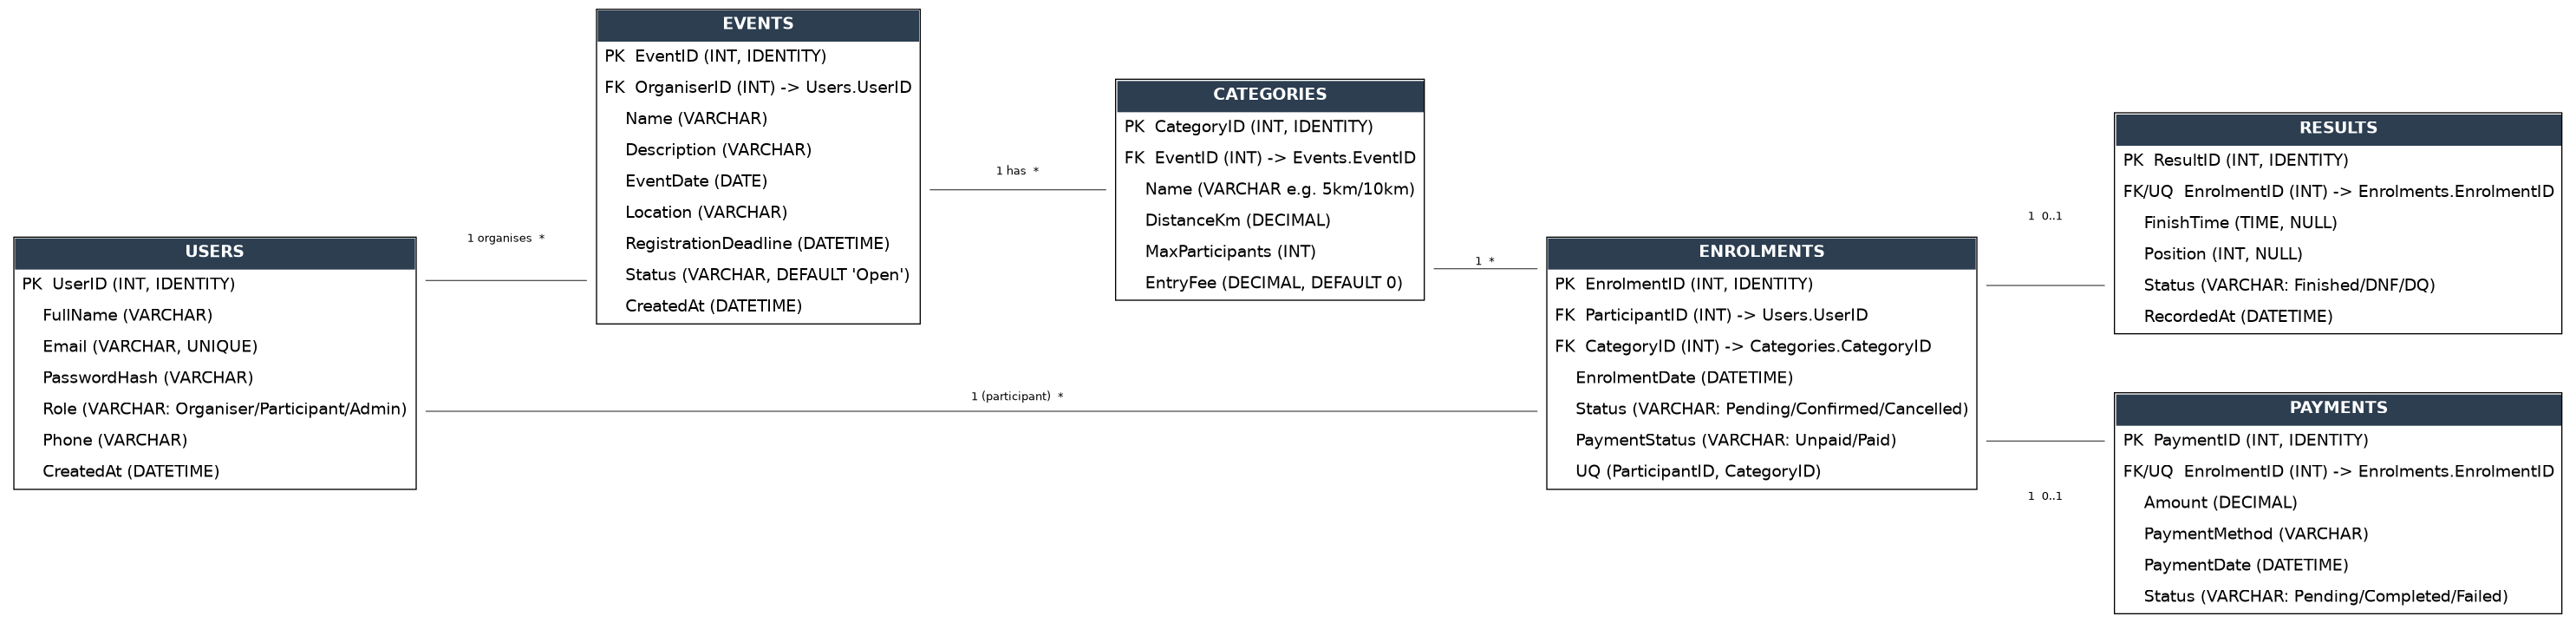 EVENTS
PK EventID (INT, IDENTITY)
FK OrganiserID (INT) -> Users.UserID
Name (VARCHAR)
Description (VARCHAR)
EventDate (DATE)
Location (VARCHAR)
RegistrationDeadline (DATETIME)
Status (VARCHAR, DEFAULT 'Open')
CreatedAt (DATETIME)
CATEGORIES
PK CategoryID (INT, IDENTITY)
FK EventID (INT) -> Events.EventID
Name (VARCHAR e.g. 5km/10km)
DistanceKm (DECIMAL)
MaxParticipants (INT)
EntryFee (DECIMAL, DEFAULT 0)
RESULTS
PK ResultID (INT, IDENTITY)
FK/UQ EnrolmentID (INT) -> Enrolments.EnrolmentID
FinishTime (TIME, NULL)
Position (INT, NULL)
Status (VARCHAR: Finished/DNF/DQ)
RecordedAt (DATETIME)
USERS
PK UserID (INT, IDENTITY)
FullName (VARCHAR)
Email (VARCHAR, UNIQUE)
PasswordHash (VARCHAR)
Role (VARCHAR: Organiser/Participant/Admin)
Phone (VARCHAR)
CreatedAt (DATETIME)
1 organises *
1 has *
1 *
1 (participant) *
1 0..1
ENROLMENTS
PK EnrolmentID (INT, IDENTITY)
FK ParticipantID (INT) -> Users.UserID
FK CategoryID (INT) -> Categories.CategoryID
EnrolmentDate (DATETIME)
Status (VARCHAR: Pending/Confirmed/Cancelled)
PaymentStatus (VARCHAR: Unpaid/Paid)
UQ (ParticipantID, CategoryID)
1 0..1
PAYMENTS
PK PaymentID (INT, IDENTITY)
FK/UQ EnrolmentID (INT) -> Enrolments.EnrolmentID
Amount (DECIMAL)
PaymentMethod (VARCHAR)
PaymentDate (DATETIME)
Status (VARCHAR: Pending/Completed/Failed)